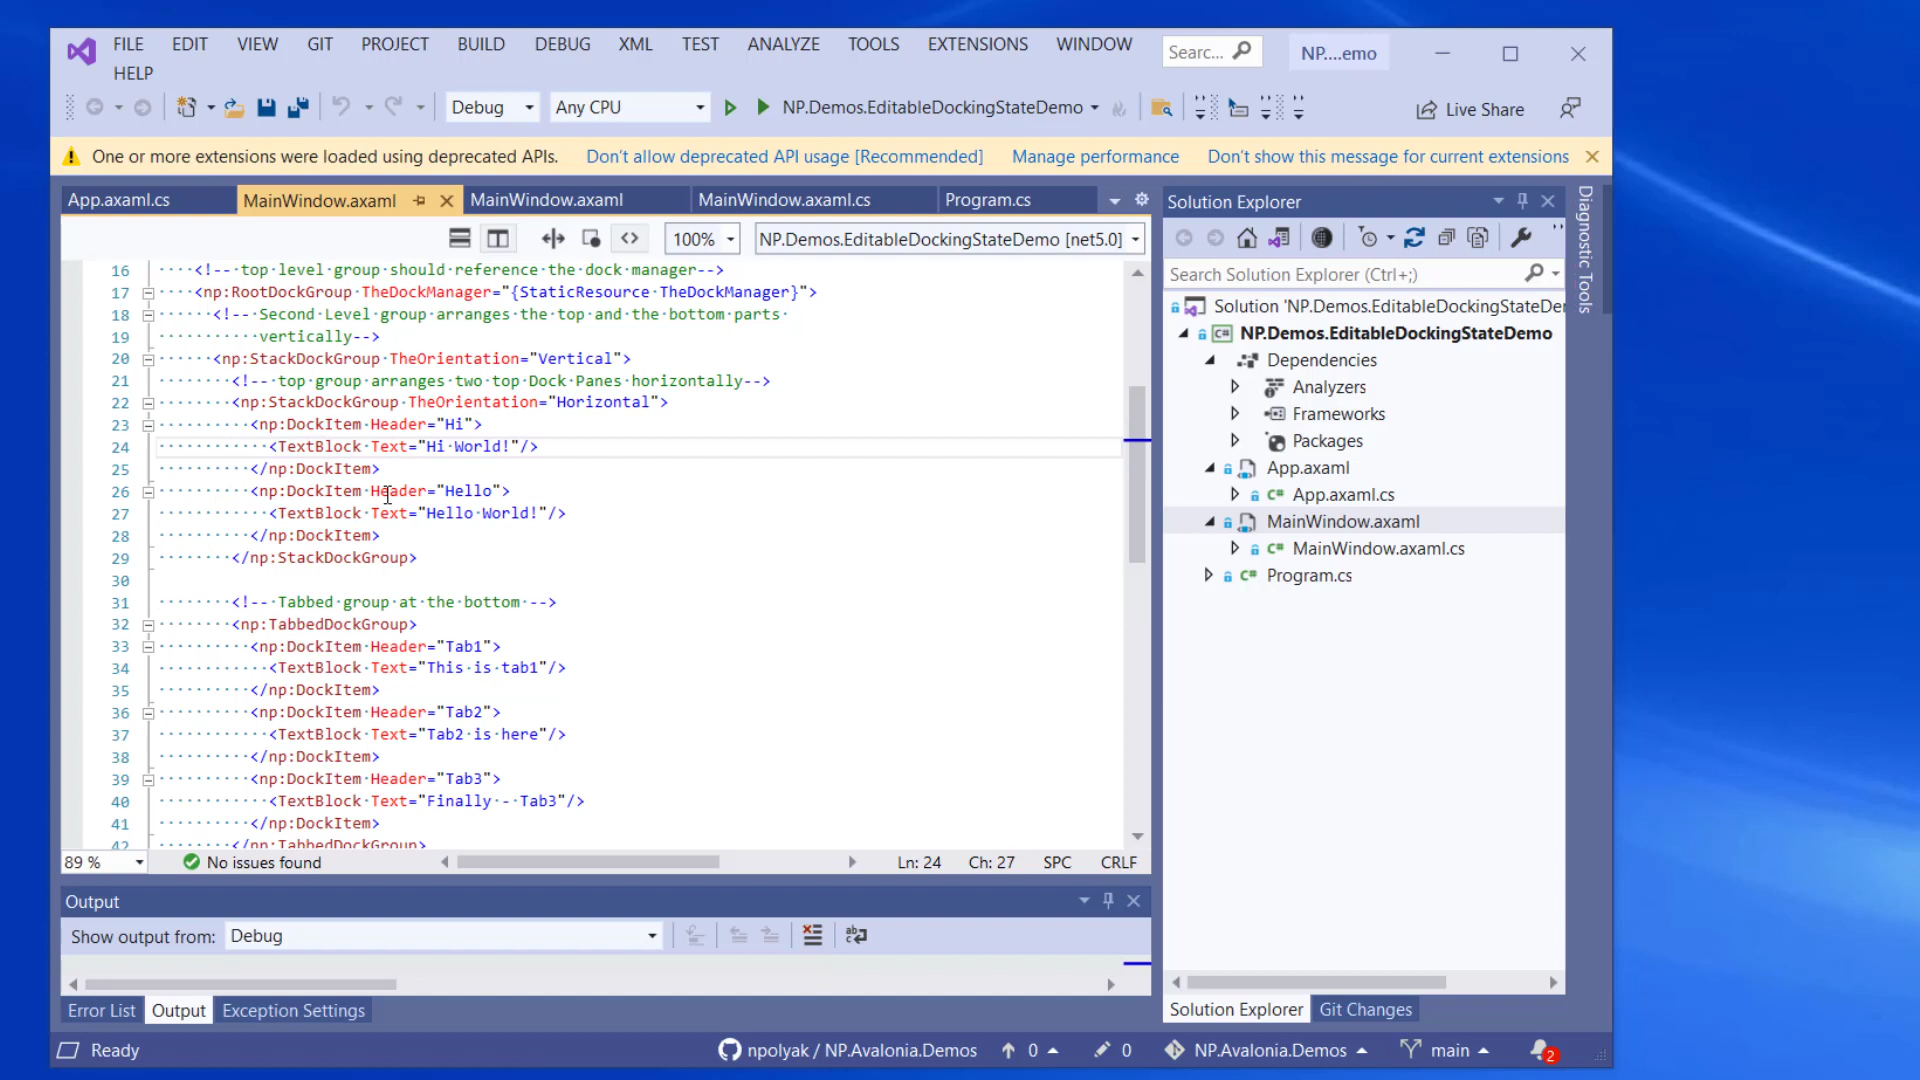 FILE EDIT VIEW GIT PROJECT BUILD DEBUG XML TEST ANALYZE TOOLS EXTENSIONS WINDOW Searc... NP....emo
HELP
Debug Any CPU NP.Demos.EditableDockingStateDemo Live Share
One or more extensions were loaded using deprecated APIs. Don't allow deprecated API usage [Recommended] Manage performance Don't show this message for current extensions
App.axaml.cs MainWindow.axaml MainWindow.axaml MainWindow.axaml.cs Program.cs
100% NP.Demos.EditableDockingStateDemo [net5.0]
16 <!-- top level group should reference the dock manager-->
17 <np:RootDockGroup TheDockManager="{StaticResource TheDockManager}">
18 <!-- Second Level group arranges the top and the bottom parts
19 vertically-->
20 <np:StackDockGroup TheOrientation="Vertical">
21 <!-- top group arranges two top Dock Panes horizontally-->
22 <np:StackDockGroup TheOrientation="Horizontal">
23 <np:DockItem Header="Hi">
24 <TextBlock Text="Hi World!"/>
25 </np:DockItem>
26 <np:DockItem Header="Hello">
27 <TextBlock Text="Hello World!"/>
28 </np:DockItem>
29 </np:StackDockGroup>
30
31 <!-- Tabbed group at the bottom -->
32 <np:TabbedDockGroup>
33 <np:DockItem Header="Tab1">
34 <TextBlock Text="This is tab1"/>
35 </np:DockItem>
36 <np:DockItem Header="Tab2">
37 <TextBlock Text="Tab2 is here"/>
38 </np:DockItem>
39 <np:DockItem Header="Tab3">
40 <TextBlock Text="Finally - Tab3"/>
41 </np:DockItem>
42 </np:TabbedDockGroup>
89 % No issues found Ln: 24 Ch: 27 SPC CRLF
Output
Show output from: Debug
Error List Output Exception Settings
Solution Explorer
Search Solution Explorer (Ctrl+;)
Solution 'NP.Demos.EditableDockingStateDer
C# NP.Demos.EditableDockingStateDemo
Dependencies
Analyzers
Frameworks
Packages
App.axaml
C# App.axaml.cs
MainWindow.axaml
C# MainWindow.axaml.cs
C# Program.cs
Solution Explorer Git Changes
Diagnostic Tools
Ready npolyak / NP.Avalonia.Demos 0 0 NP.Avalonia.Demos main 2